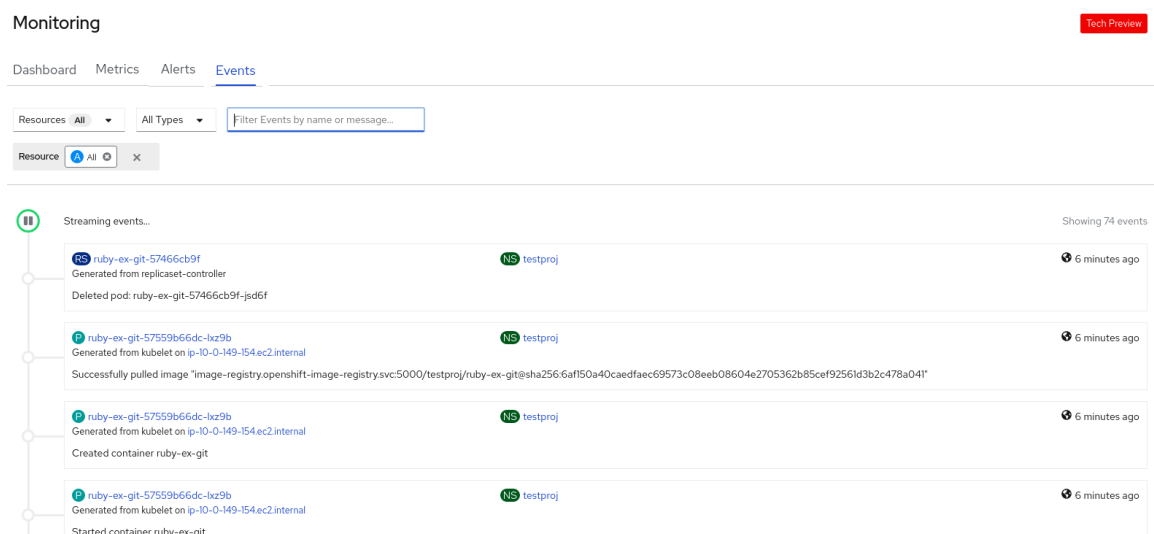 Monitoring
Tech Preview
Dashboard Metrics Alerts Events
Resources All All Types Filter Events by name or message...
Resource A All
Streaming events... Showing 74 events
RS ruby-ex-git-57466cb9f NS testproj 6 minutes ago
Generated from replicaset-controller
Deleted pod: ruby-ex-git-57466cb9f-jsd6f
P ruby-ex-git-57559b66dc-lxz9b NS testproj 6 minutes ago
Generated from kubelet on ip-10-0-149-154.ec2.internal
Successfully pulled image "image-registry.openshift-image-registry.svc:5000/testproj/ruby-ex-git@sha256:6af150a40caedfaec69573c08eeb08604e2705362b85cef92561d3b2c478a041"
P ruby-ex-git-57559b66dc-lxz9b NS testproj 6 minutes ago
Generated from kubelet on ip-10-0-149-154.ec2.internal
Created container ruby-ex-git
P ruby-ex-git-57559b66dc-lxz9b NS testproj 6 minutes ago
Generated from kubelet on ip-10-0-149-154.ec2.internal
Started container ruby-ex-git